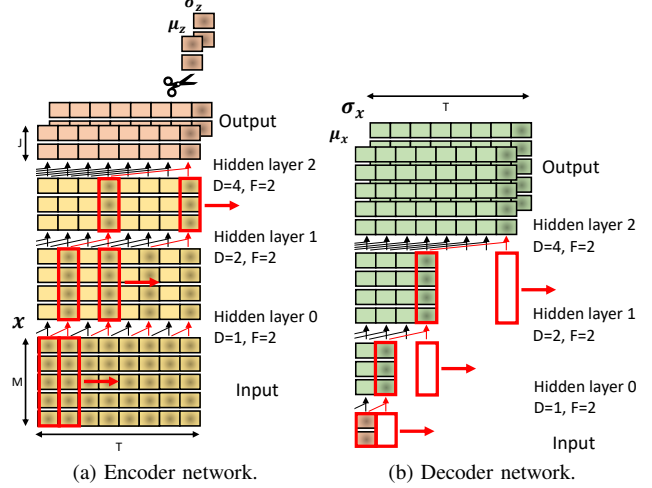 σz
μz
Output
J
Hidden layer 2
D=4, F=2
Hidden layer 1
D=2, F=2
x
Hidden layer 0
D=1, F=2
M
Input
T
(a) Encoder network.
T
σx
μx
Output
Hidden layer 2
D=4, F=2
Hidden layer 1
D=2, F=2
Hidden layer 0
D=1, F=2
Input
(b) Decoder network.